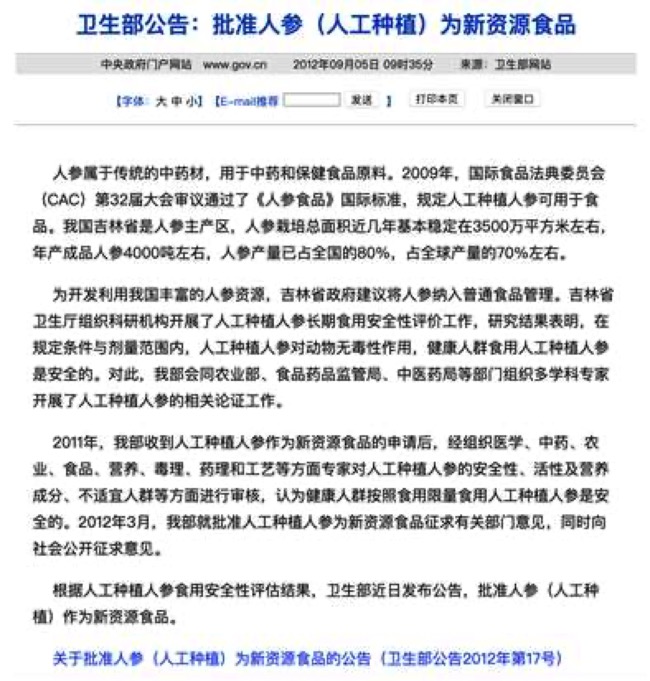 卫生部公告：批准人参（人工种植）为新资源食品
中央政府门户网站 www.gov.cn 2012年09月05日 09时35分 来源：卫生部网站
【字体：大 中 小】【E-mail推荐 发送 】 打印本页 关闭窗口
人参属于传统的中药材，用于中药和保健食品原料。2009年，国际食品法典委员会
（CAC）第32届大会审议通过了《人参食品》国际标准，规定人工种植人参可用于食
品。我国吉林省是人参主产区，人参栽培总面积近几年基本稳定在3500万平方米左右，
年产成品人参4000吨左右，人参产量已占全国的80%，占全球产量的70%左右。
为开发利用我国丰富的人参资源，吉林省政府建议将人参纳入普通食品管理。吉林省
卫生厅组织科研机构开展了人工种植人参长期食用安全性评价工作，研究结果表明，在
规定条件与剂量范围内，人工种植人参对动物无毒性作用，健康人群食用人工种植人参
是安全的。对此，我部会同农业部、食品药品监管局、中医药局等部门组织多学科专家
开展了人工种植人参的相关论证工作。
2011年，我部收到人工种植人参作为新资源食品的申请后，经组织医学、中药、农
业、食品、营养、毒理、药理和工艺等方面专家对人工种植人参的安全性、活性及营养
成分、不适宜人群等方面进行审核，认为健康人群按照食用限量食用人工种植人参是安
全的。2012年3月，我部就批准人工种植人参为新资源食品征求有关部门意见，同时向
社会公开征求意见。
根据人工种植人参食用安全性评估结果，卫生部近日发布公告，批准人参（人工种
植）作为新资源食品。
关于批准人参（人工种植）为新资源食品的公告（卫生部公告2012年第17号）